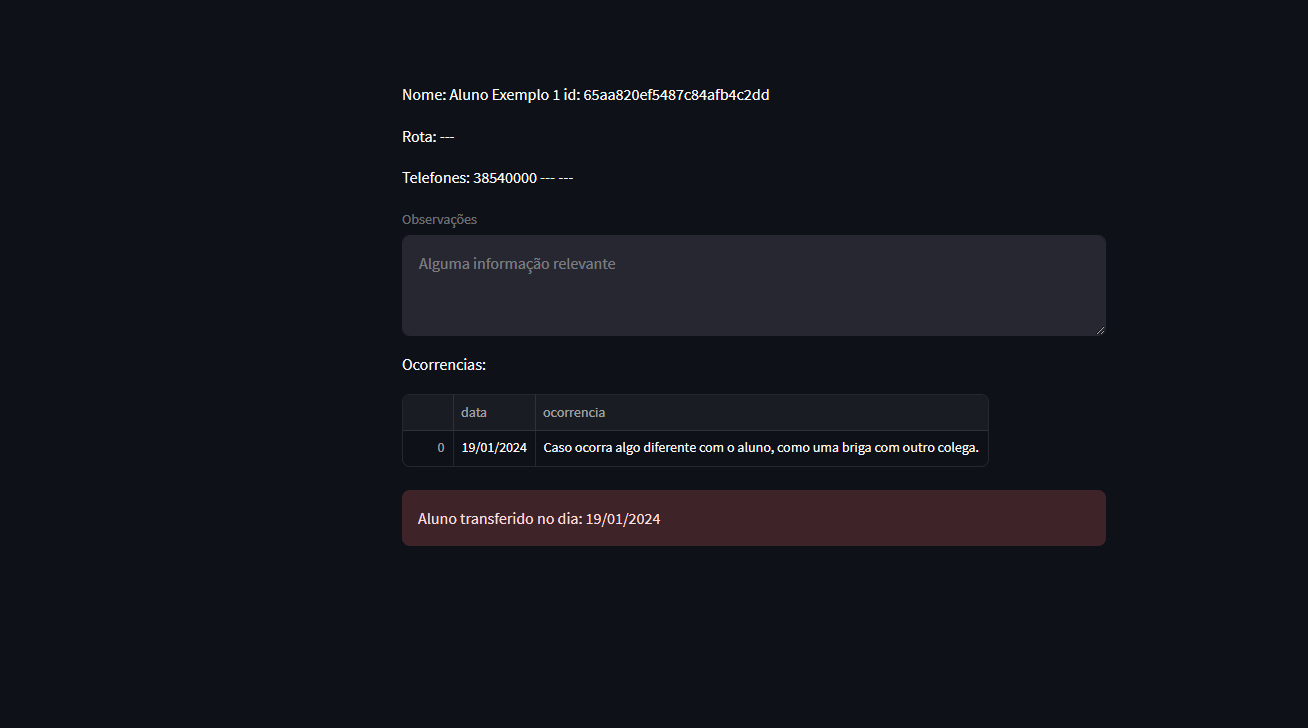 Nome: Aluno Exemplo 1 id: 65aa820ef5487c84afb4c2dd
Rota: ---
Telefones: 38540000 --- ---
Observações
Alguma informação relevante
Ocorrencias:
data ocorrencia
0 19/01/2024 Caso ocorra algo diferente com o aluno, como uma briga com outro colega.
Aluno transferido no dia: 19/01/2024